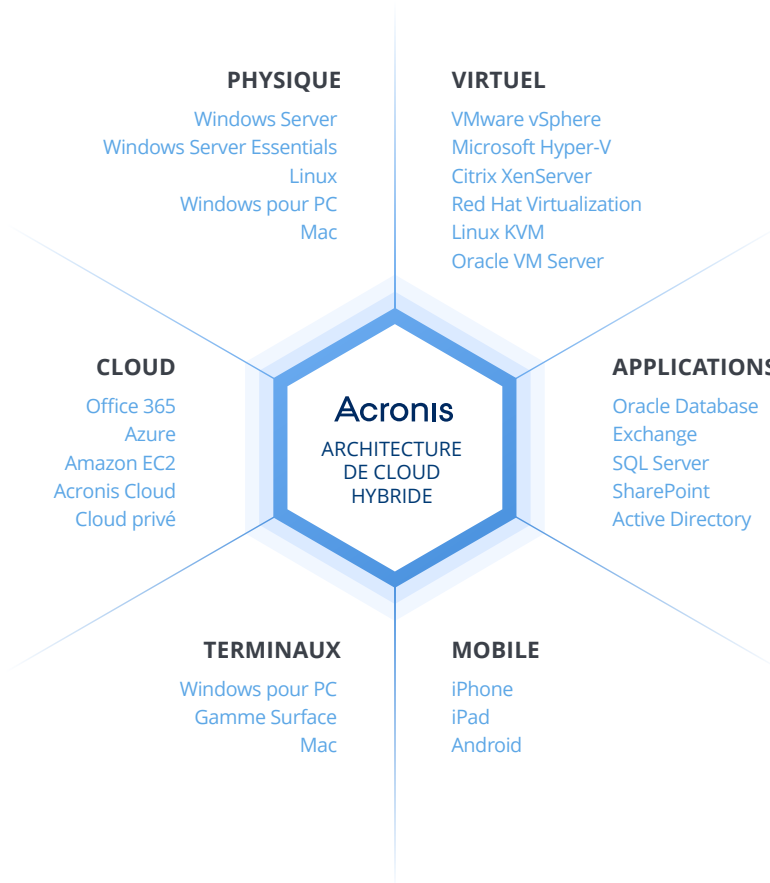 PHYSIQUE
Windows Server
Windows Server Essentials
Linux
Windows pour PC
Mac
VIRTUEL
VMware vSphere
Microsoft Hyper-V
Citrix XenServer
Red Hat Virtualization
Linux KVM
Oracle VM Server
CLOUD
Office 365
Azure
Amazon EC2
Acronis Cloud
Cloud privé
Acronis
ARCHITECTURE
DE CLOUD
HYBRIDE
APPLICATIONS
Oracle Database
Exchange
SQL Server
SharePoint
Active Directory
TERMINAUX
Windows pour PC
Gamme Surface
Mac
MOBILE
iPhone
iPad
Android